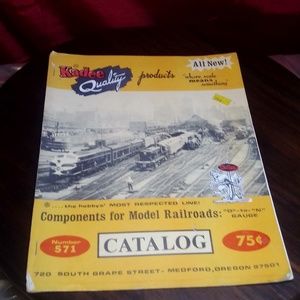 Kadee
Quality
products
All New!
"where scale
means
something"
....the hobby's MOST RESPECTED LINE!
Components for Model Railroads: "O"-to-"N"
GAUGE
Number
571
CATALOG
75¢
720 SOUTH GRAPE STREET- MEDFORD, OREGON 97501